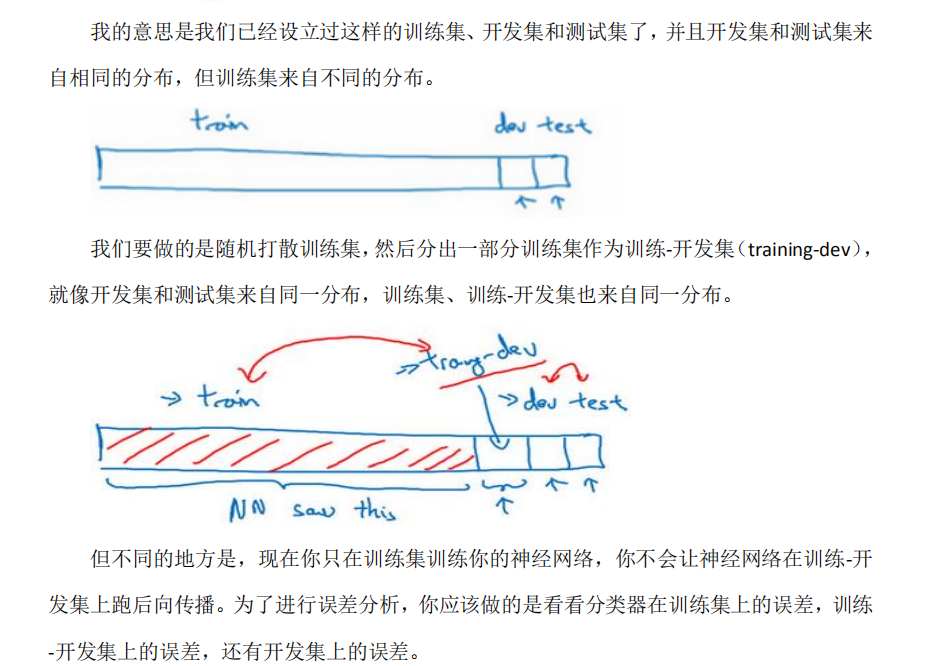 我的意思是我们已经设立过这样的训练集、开发集和测试集了，并且开发集和测试集来
自相同的分布，但训练集来自不同的分布。
train dev test
我们要做的是随机打散训练集，然后分出一部分训练集作为训练-开发集（training-dev），
就像开发集和测试集来自同一分布，训练集、训练-开发集也来自同一分布。
traing-dev
train dev test
NN saw this
但不同的地方是，现在你只在训练集训练你的神经网络，你不会让神经网络在训练-开
发集上跑后向传播。为了进行误差分析，你应该做的是看看分类器在训练集上的误差，训练
-开发集上的误差，还有开发集上的误差。